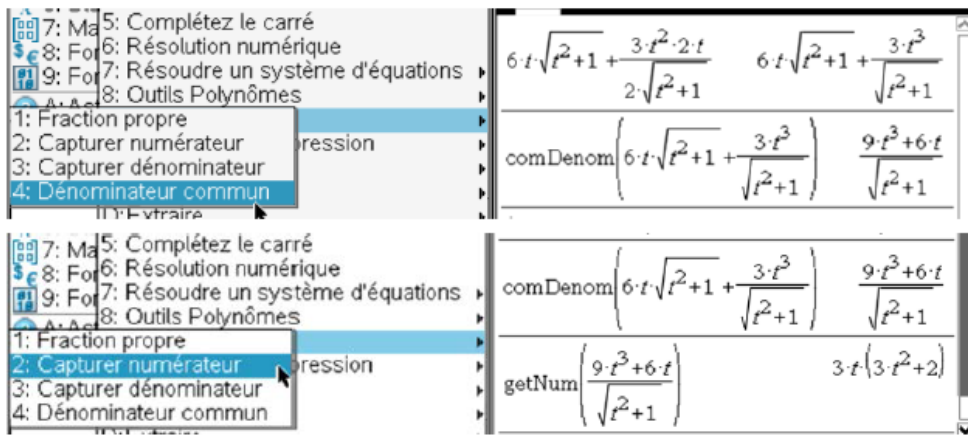 7: Ma
5: Complétez le carré
8: For
6: Résolution numérique
9: For
7: Résoudre un système d'équations
8: Outils Polynômes
1: Fraction propre
2: Capturer numérateur
pression
3: Capturer dénominateur
4: Dénominateur commun
D: Extraire
6·t·√(t²+1) + (3·t²·2·t)/(2·√(t²+1))    6·t·√(t²+1) + (3·t³)/√(t²+1)
comDenom(6·t·√(t²+1) + (3·t³)/√(t²+1))    (9·t³+6·t)/√(t²+1)
7: Ma
5: Complétez le carré
8: For
6: Résolution numérique
9: For
7: Résoudre un système d'équations
8: Outils Polynômes
1: Fraction propre
2: Capturer numérateur
pression
3: Capturer dénominateur
4: Dénominateur commun
comDenom(6·t·√(t²+1) + (3·t³)/√(t²+1))    (9·t³+6·t)/√(t²+1)
getNum((9·t³+6·t)/√(t²+1))    3·t·(3·t²+2)